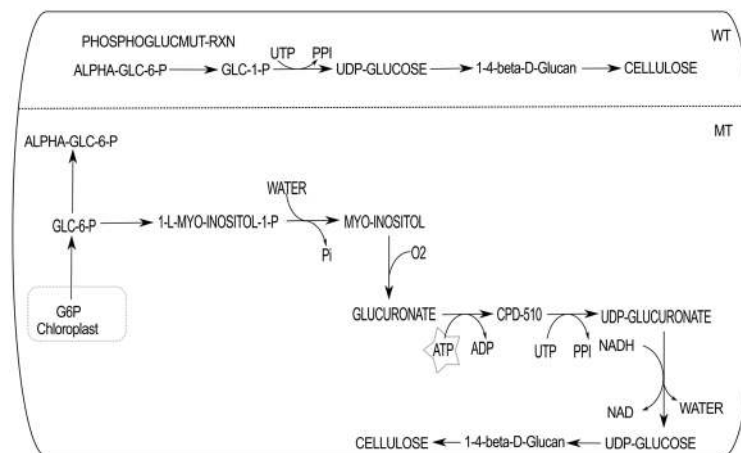 PHOSPHOGLUCMUT-RXN
WT
UTP PPI
ALPHA-GLC-6-P GLC-1-P UDP-GLUCOSE 1-4-beta-D-Glucan CELLULOSE
MT
ALPHA-GLC-6-P
WATER
GLC-6-P 1-L-MYO-INOSITOL-1-P MYO-INOSITOL
Pi
O2
G6P
Chloroplast
GLUCURONATE CPD-510 UDP-GLUCURONATE
ATP ADP UTP PPI NADH
NAD WATER
CELLULOSE 1-4-beta-D-Glucan UDP-GLUCOSE